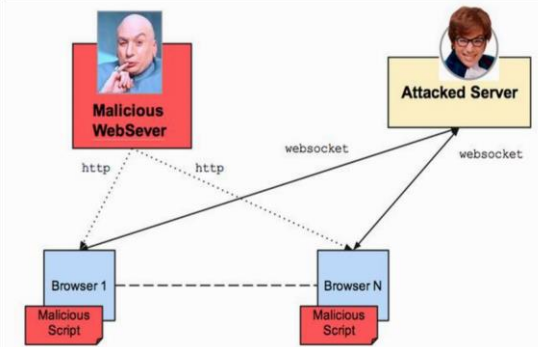 Malicious
WebSever
Attacked Server
websocket
websocket
http
http
Browser 1
Browser N
Malicious
Script
Malicious
Script